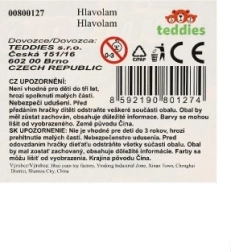 00800127
Hlavolam
Hlavolam
teddies
Dovozce/Dovozca:
TEDDIES s.r.o.
Česká 151/16
602 00 Brno
CZECH REPUBLIC
CZ UPOZORNĚNÍ:
Není vhodné pro děti do tří let,
hrozí spolknutí malých částí.
Nebezpečí udušení. Před
předáním hračky dítěti odstraňte veškeré součásti obalu. Obal by
měl zůstat zachován, obsahuje důležité informace. Barvy se mohou
lišit od vyobrazeného. Země původu Čína.
SK UPOZORNENIE: Nie je vhodné pre deti do 3 rokov, hrozí
prehltnutie malých častí. Nebezpečenstvo udusenia. Pred
odovzdaním hračky dieťaťu odstráňte všetky súčasti obalu. Obal by
mal zostať zachovaný, obsahuje dôležité informácie. Farby sa
môžu líšiť od vyobrazeného. Krajina pôvodu Čína.
8 592190 801274